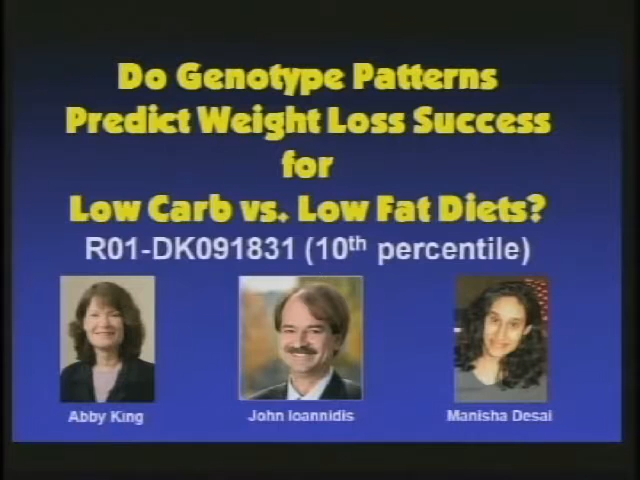 Do Genotype Patterns
Predict Weight Loss Success
for
Low Carb vs. Low Fat Diets?
R01-DK091831 (10th percentile)
Abby King
John Ioannidis
Manisha Desai